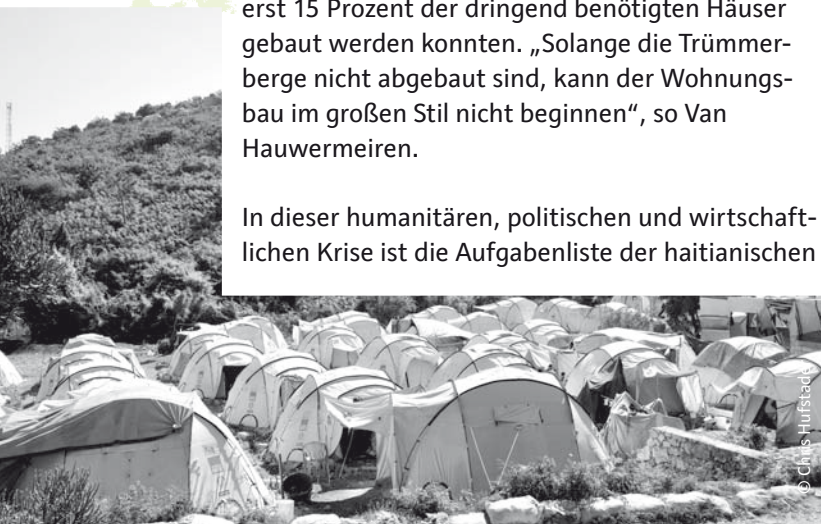 erst 15 Prozent der dringend benötigten Häuser
gebaut werden konnten. „Solange die Trümmer-
berge nicht abgebaut sind, kann der Wohnungs-
bau im großen Stil nicht beginnen“, so Van
Hauwermeiren.
In dieser humanitären, politischen und wirtschaft-
lichen Krise ist die Aufgabenliste der haitianischen
© Chris Hufstader